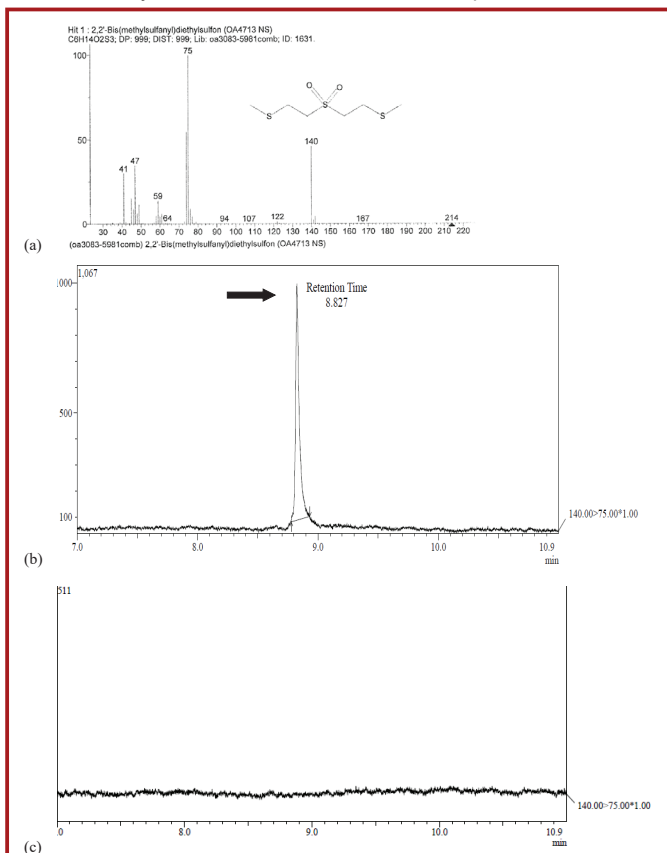 Hit 1 : 2,2'-Bis(methylsulfanyl)diethylsulfon (OA4713 NS)
C6H14O2S3; DP: 999; DIST: 999; Lib: oa3083-5981comb; ID: 1631.
100
75
O O
S S S
50
140
41 47
59
64 94 107 122 167 214
0
30 40 50 60 70 80 90 100 110 120 130 140 150 160 170 180 190 200 210 220
(a) (oa3083-5981comb) 2,2'-Bis(methylsulfanyl)diethylsulfon (OA4713 NS)
1,067
1000
Retention Time
8.827
500
100
140.00>75.00*1.00
7.0 8.0 9.0 10.0 10.9
(b) min
511
140.00>75.00*1.00
.0 8.0 9.0 10.0 10.9
(c) min